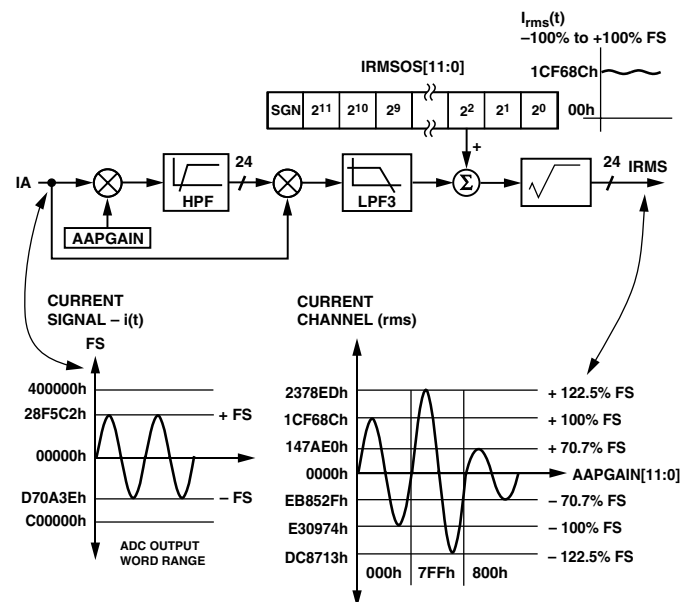 Irms(t)
–100% to +100% FS
1CF68Ch
00h
IRMSOS[11:0]
SGN 2¹¹ 2¹⁰ 2⁹ 2² 2¹ 2⁰
+
IA
HPF
24
LPF3
Σ
√
24
IRMS
AAPGAIN
CURRENT
SIGNAL – i(t)
FS
400000h
28F5C2h
+ FS
00000h
D70A3Eh
– FS
C00000h
ADC OUTPUT
WORD RANGE
CURRENT
CHANNEL (rms)
2378EDh
+ 122.5% FS
1CF68Ch
+ 100% FS
147AE0h
+ 70.7% FS
0000h
AAPGAIN[11:0]
EB852Fh
– 70.7% FS
E30974h
– 100% FS
DC8713h
– 122.5% FS
000h 7FFh 800h